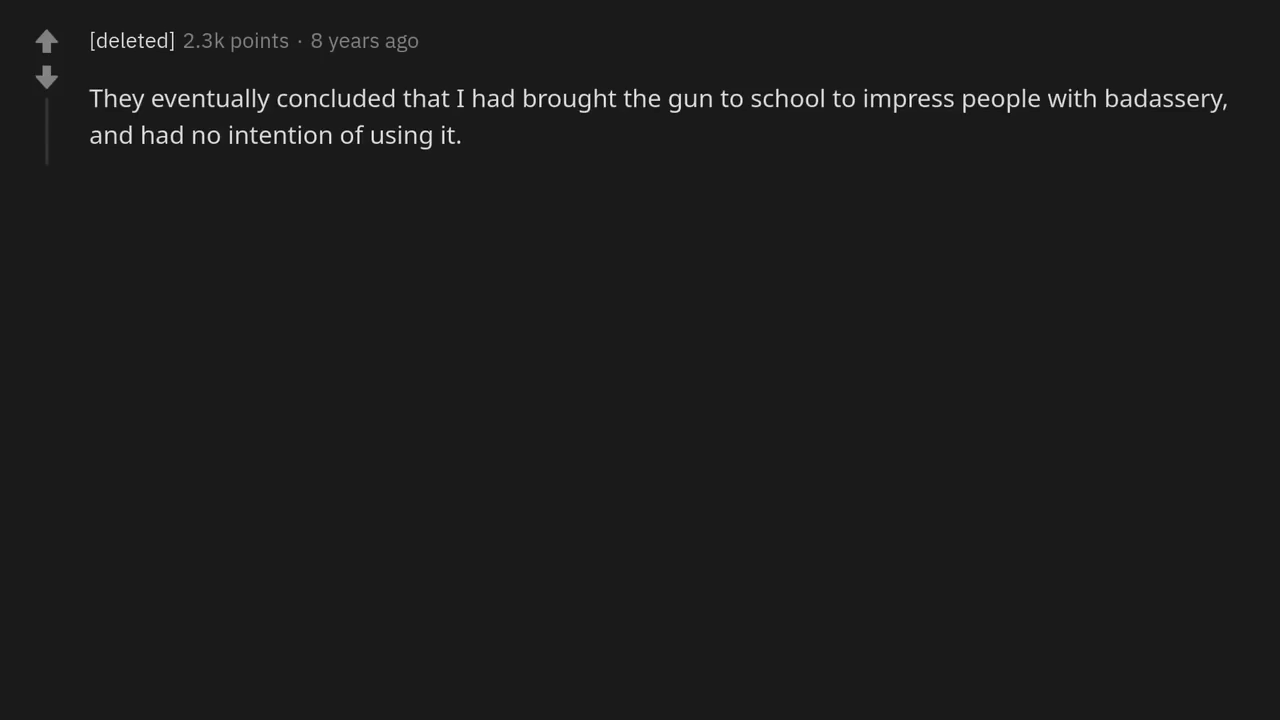 [deleted] 2.3k points · 8 years ago
They eventually concluded that I had brought the gun to school to impress people with badassery,
and had no intention of using it.